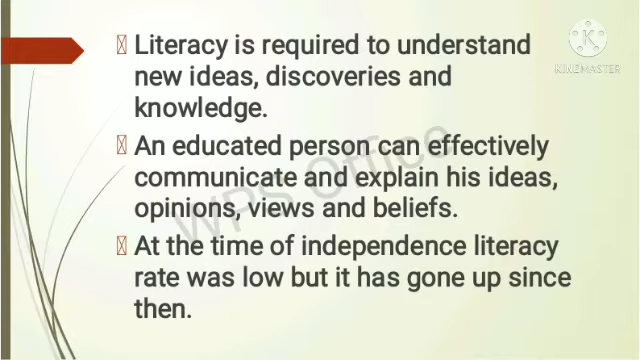 Literacy is required to understand
new ideas, discoveries and
knowledge.
An educated person can effectively
communicate and explain his ideas,
opinions, views and beliefs.
At the time of independence literacy
rate was low but it has gone up since
then.
WPS Office
K
KINEMASTER